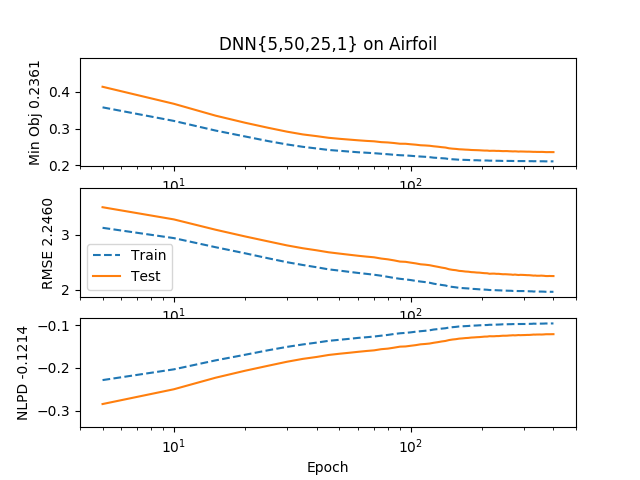 DNN{5,50,25,1} on Airfoil
Min Obj 0.2361
0.4
0.3
0.2
10¹ 10²
RMSE 2.2460
3
2
Train
Test
10¹ 10²
NLPD -0.1214
−0.1
−0.2
−0.3
10¹ 10²
Epoch